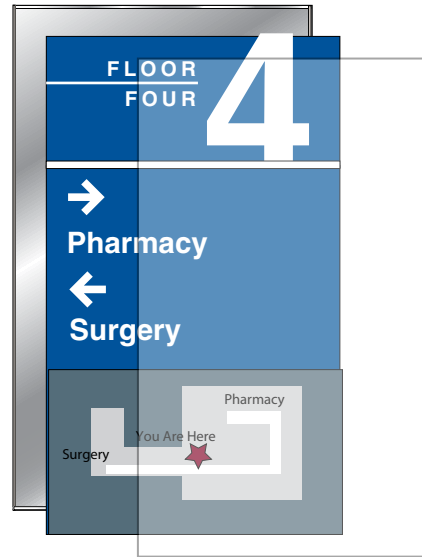 FLOOR
FOUR
4
→
Pharmacy
←
Surgery
Pharmacy
You Are Here
Surgery